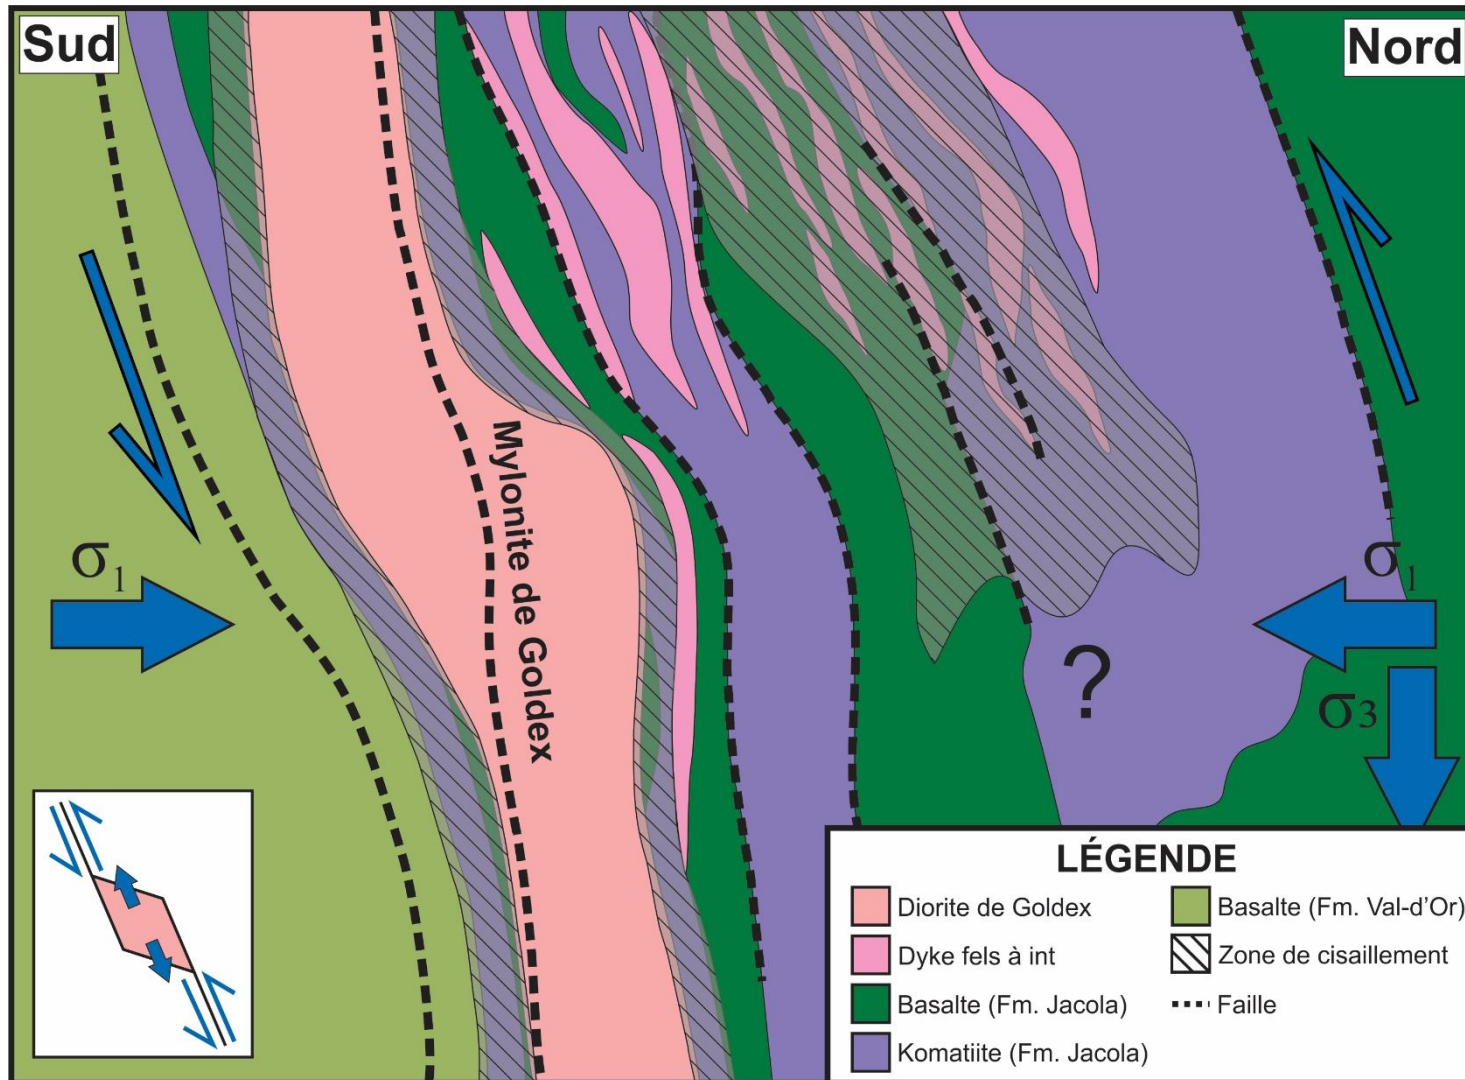 Sud
Nord
σ1
σ1
σ3
Mylonite de Goldex
?
LÉGENDE
Diorite de Goldex
Dyke fels à int
Basalte (Fm. Jacola)
Komatiite (Fm. Jacola)
Basalte (Fm. Val-d'Or)
Zone de cisaillement
Faille